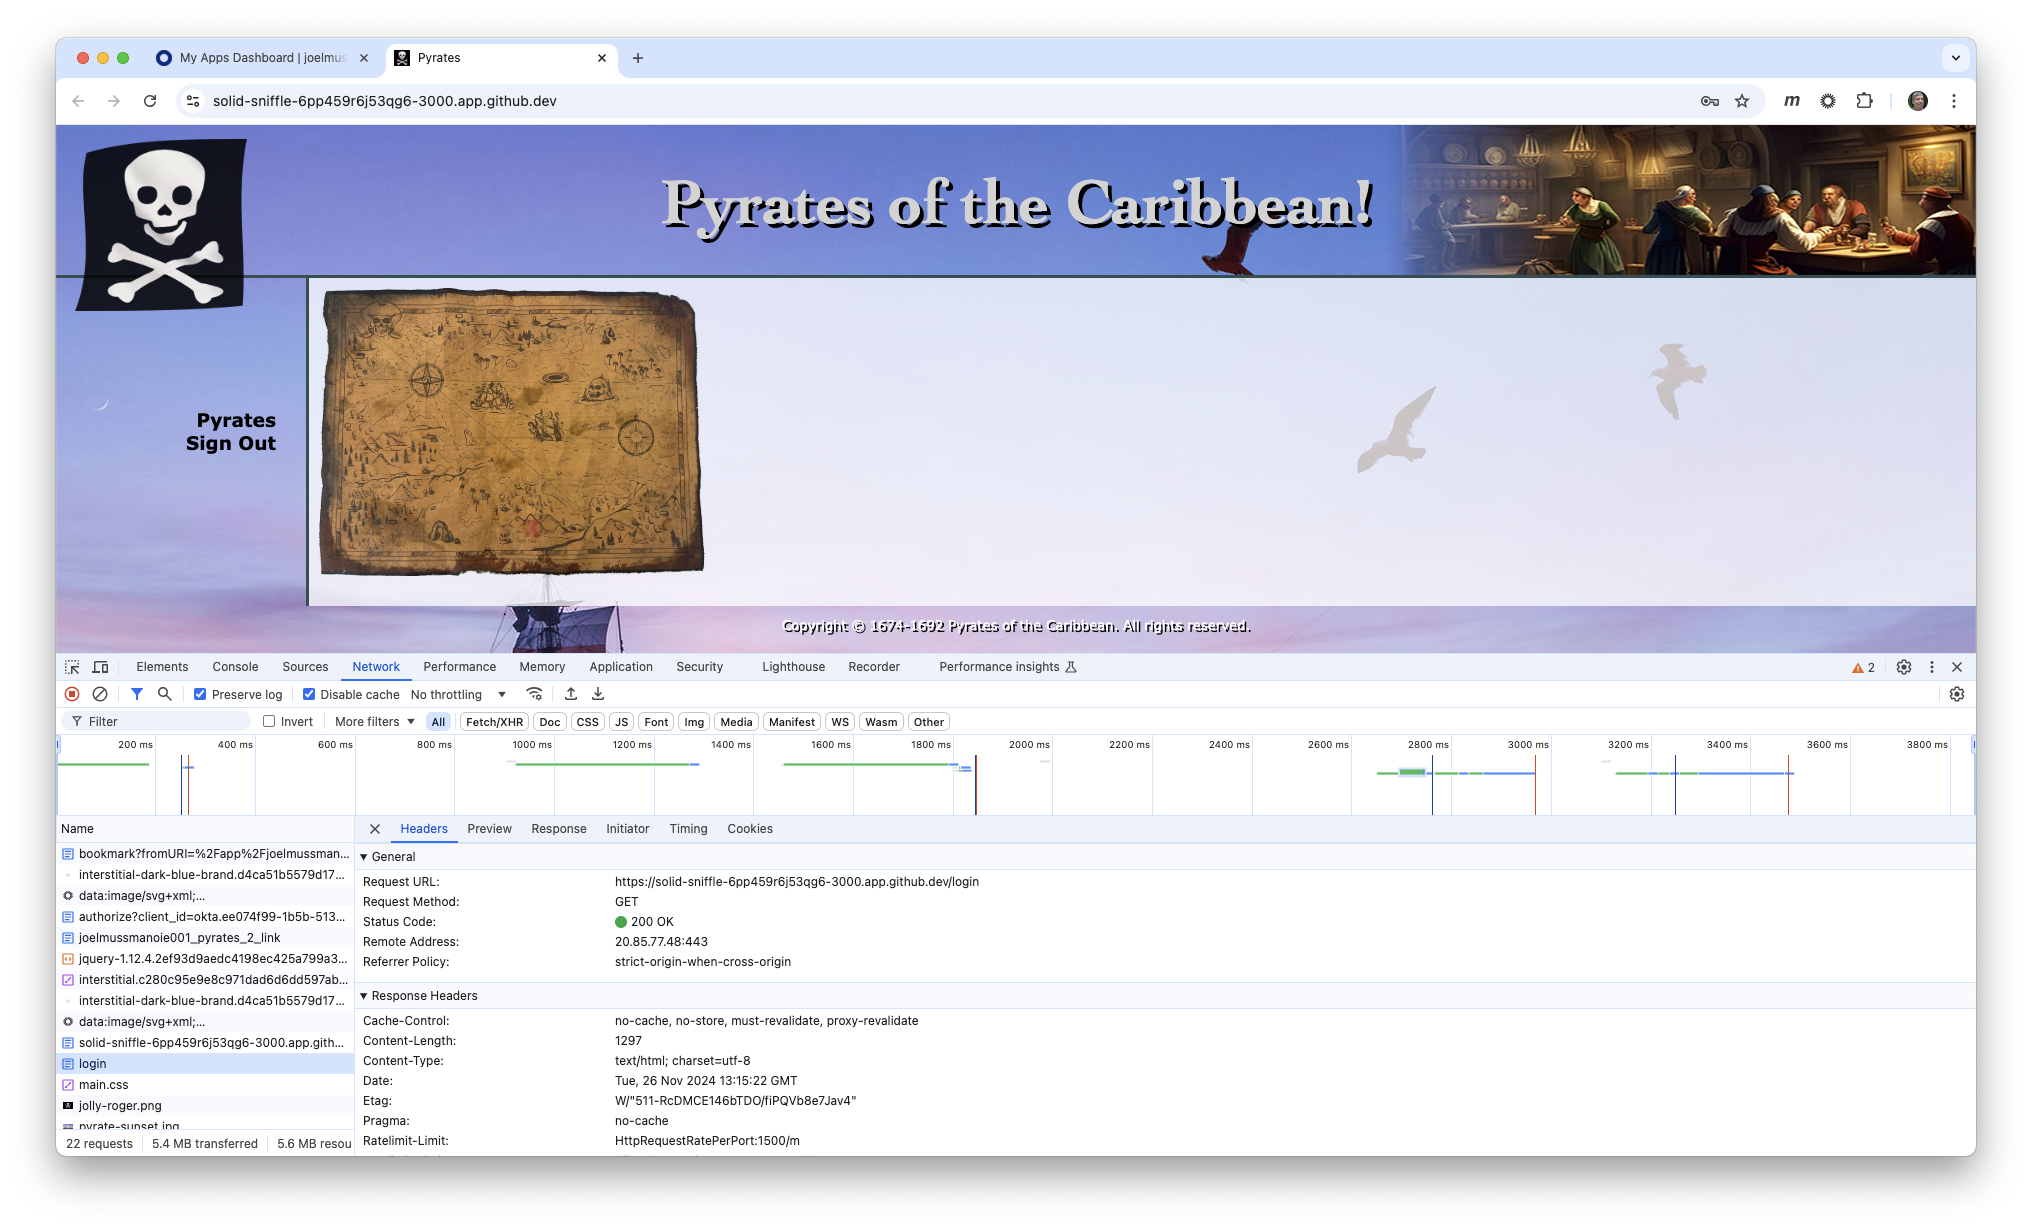 My Apps Dashboard | joelmus
Pyrates
solid-sniffle-6pp459r6j53qg6-3000.app.github.dev
Pyrates of the Caribbean!
Pyrates
Sign Out
Copyright © 1674-1692 Pyrates of the Caribbean. All rights reserved.
Elements Console Sources Network Performance Memory Application Security Lighthouse Recorder Performance insights 2
Preserve log Disable cache No throttling
Filter Invert More filters All Fetch/XHR Doc CSS JS Font Img Media Manifest WS Wasm Other
200 ms 400 ms 600 ms 800 ms 1000 ms 1200 ms 1400 ms 1600 ms 1800 ms 2000 ms 2200 ms 2400 ms 2600 ms 2800 ms 3000 ms 3200 ms 3400 ms 3600 ms 3800 ms
Name
bookmark?fromURI=%2Fapp%2Fjoelmussman...
interstitial-dark-blue-brand.d4ca51b5579d17...
data:image/svg+xml;...
authorize?client_id=okta.ee074f99-1b5b-513...
joelmussmanoie001_pyrates_2_link
jquery-1.12.4.2ef93d9aedc4198ec425a799a3...
interstitial.c280c95e9e8c971dad6d6dd597ab...
interstitial-dark-blue-brand.d4ca51b5579d17...
data:image/svg+xml;...
solid-sniffle-6pp459r6j53qg6-3000.app.gith...
login
main.css
jolly-roger.png
pyrate-sunset.jpg
22 requests 5.4 MB transferred 5.6 MB resou
Headers Preview Response Initiator Timing Cookies
General
Request URL: https://solid-sniffle-6pp459r6j53qg6-3000.app.github.dev/login
Request Method: GET
Status Code: 200 OK
Remote Address: 20.85.77.48:443
Referrer Policy: strict-origin-when-cross-origin
Response Headers
Cache-Control: no-cache, no-store, must-revalidate, proxy-revalidate
Content-Length: 1297
Content-Type: text/html; charset=utf-8
Date: Tue, 26 Nov 2024 13:15:22 GMT
Etag: W/"511-RcDMCE146bTDO/fiPQVb8e7Jav4"
Pragma: no-cache
Ratelimit-Limit: HttpRequestRatePerPort:1500/m